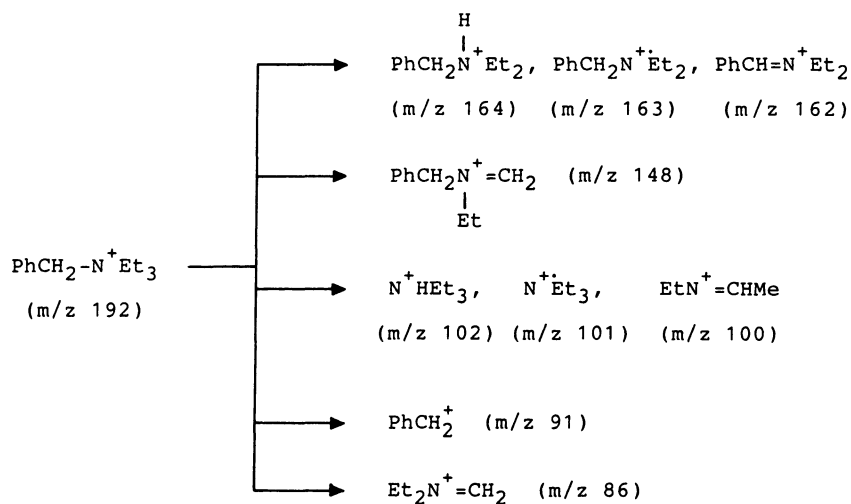 H
PhCH₂N⁺Et₂, PhCH₂N⁺·Et₂, PhCH=N⁺Et₂
(m/z 164) (m/z 163) (m/z 162)
PhCH₂N⁺=CH₂ (m/z 148)
Et
PhCH₂-N⁺Et₃
(m/z 192)
N⁺HEt₃, N⁺·Et₃, EtN⁺=CHMe
(m/z 102) (m/z 101) (m/z 100)
PhCH₂⁺ (m/z 91)
Et₂N⁺=CH₂ (m/z 86)